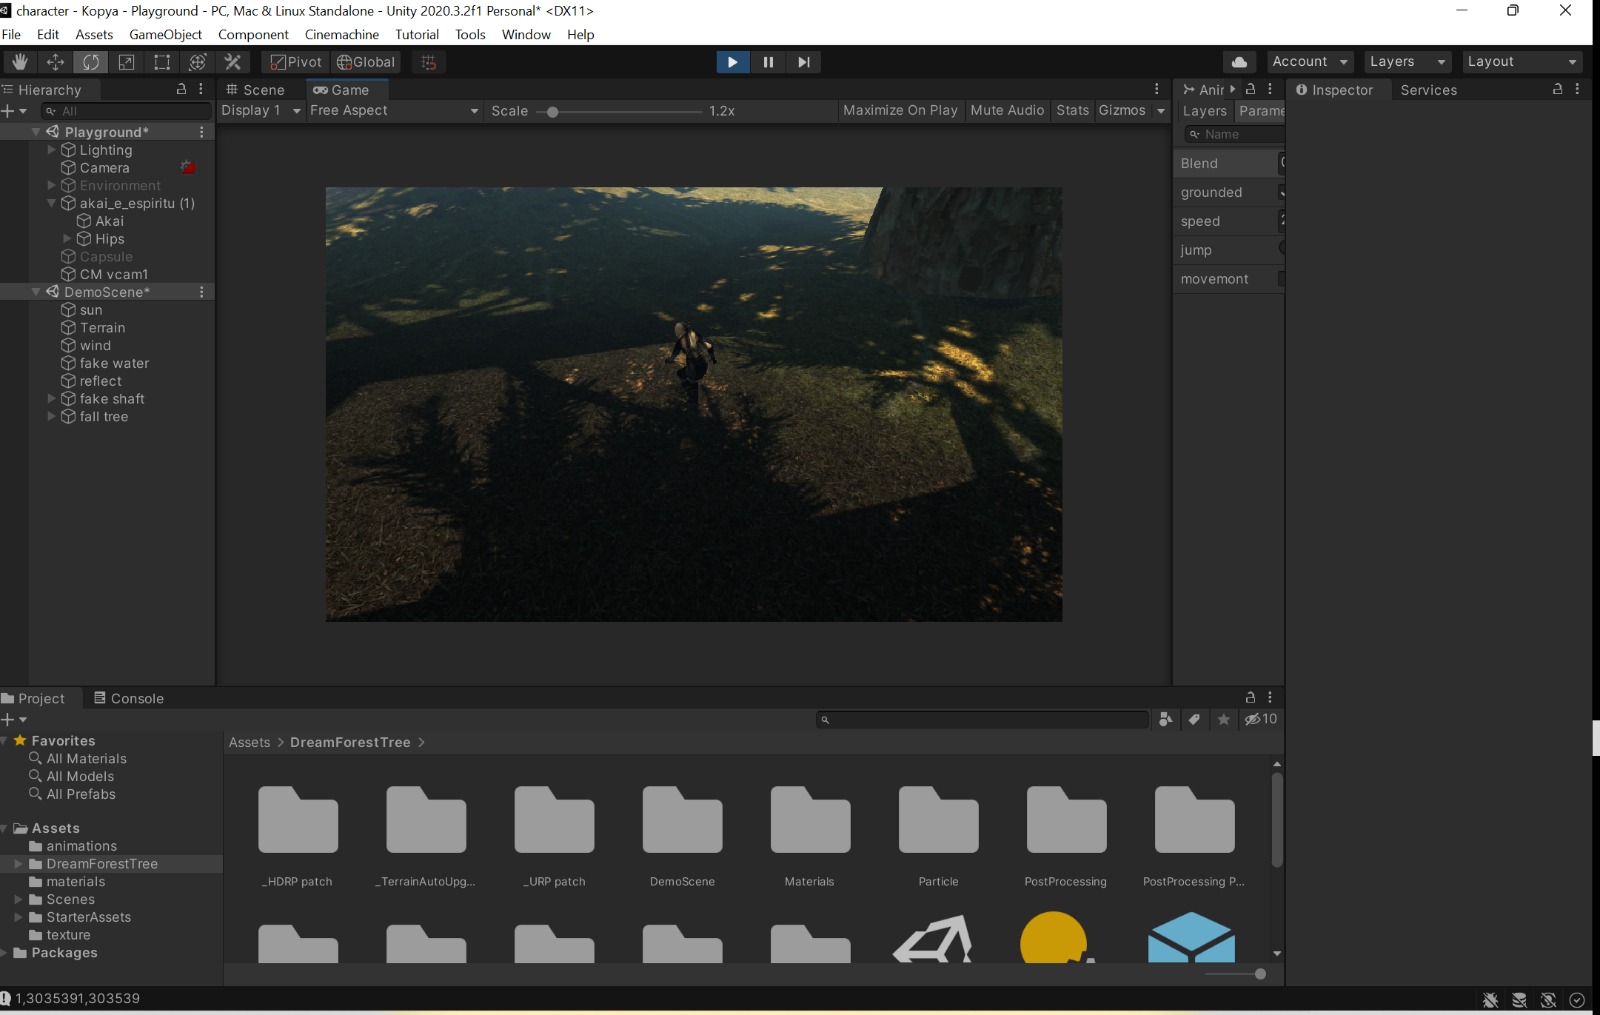 character - Kopya - Playground - PC, Mac & Linux Standalone - Unity 2020.3.2f1 Personal* <DX11>
File Edit Assets GameObject Component Cinemachine Tutorial Tools Window Help
Pivot Global Account Layers Layout
Hierarchy
All
Playground*
Lighting
Camera
Environment
akai_e_espiritu (1)
Akai
Hips
Capsule
CM vcam1
DemoScene*
sun
Terrain
wind
fake water
reflect
fake shaft
fall tree
Scene Game
Display 1 Free Aspect Scale 1.2x Maximize On Play Mute Audio Stats Gizmos
Anir
Layers Parame
Name
Blend
grounded
speed
jump
movemont
Inspector Services
Project Console
10
Favorites
All Materials
All Models
All Prefabs
Assets
animations
DreamForestTree
materials
Scenes
StarterAssets
texture
Packages
Assets > DreamForestTree >
_HDRP patch _TerrainAutoUpg... _URP patch DemoScene Materials Particle PostProcessing PostProcessing P...
1,3035391,303539